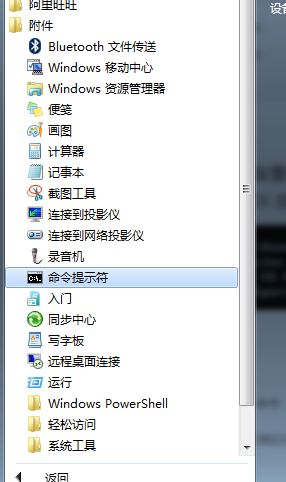 阿里旺旺
设备
附件
Bluetooth 文件传送
Windows 移动中心
Windows 资源管理器
便笺
画图
计算器
记事本
截图工具
连接到投影仪
连接到网络投影仪
录音机
命令提示符
入门
同步中心
写字板
远程桌面连接
运行
Windows PowerShell
轻松访问
系统工具
返回